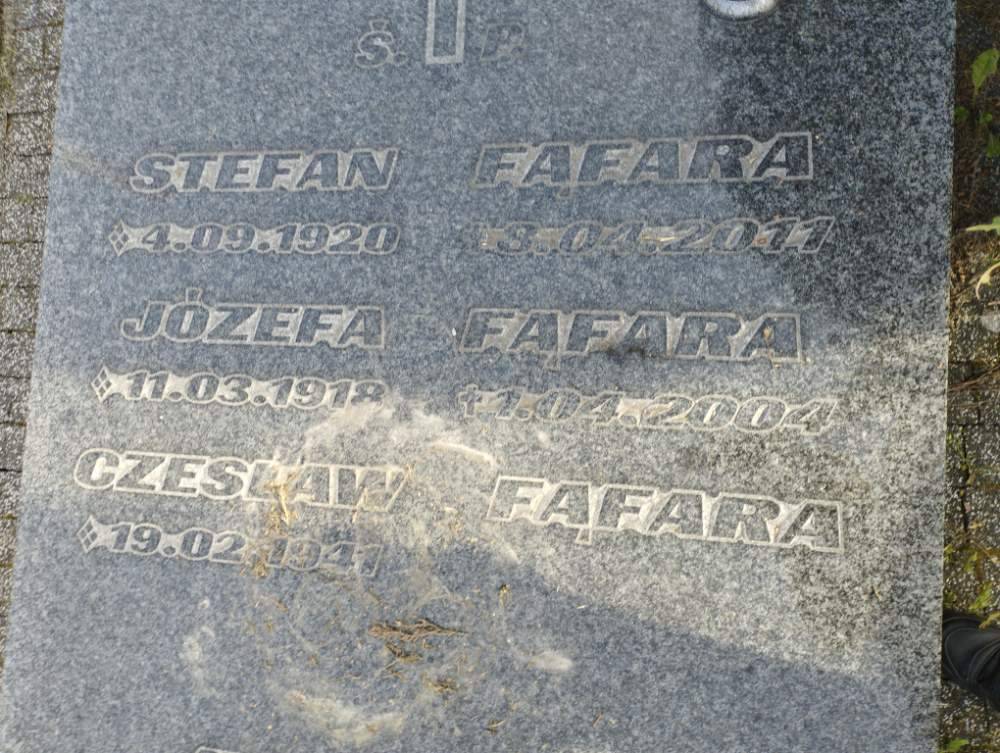 Ś. P.
STEFAN FAFARA
4.09.1920 3.04.2011
JÓZEFA FAFARA
11.03.1918 †1.04.2004
CZESŁAW FAFARA
19.02.1941